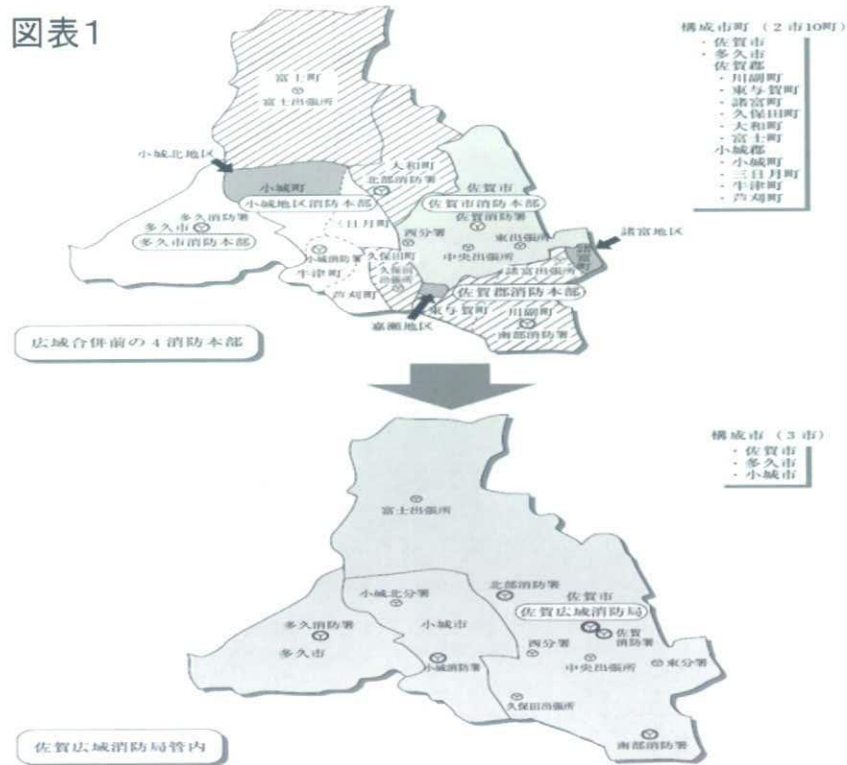 図表1
構成市町（2市10町）
・佐賀市
・多久市
佐賀郡
・川副町
・東与賀町
・諸富町
・久保田町
・大和町
・富士町
小城郡
・小城町
・三日月町
・牛津町
・芦刈町
富士町
富士出張所
小城北地区
大和町
北部消防署
小城町
小城地区消防本部
佐賀市
佐賀市消防本部
佐賀消防署
多久消防署
多久市
多久市消防本部
三日月町
西分署
東出張所
中央出張所
諸富地区
諸富町
小城消防署
久保田町
久保田
出張所
諸富出張所
牛津町
芦刈町
佐賀郡消防本部
東与賀町
川副町
南部消防署
嘉瀬地区
広域合併前の4消防本部
構成市（3市）
・佐賀市
・多久市
・小城市
富士出張所
小城北分署
北部消防署
佐賀市
佐賀広域消防局
多久消防署
多久市
小城市
佐賀
消防署
西分署
小城消防署
中央出張所
東分署
久保田出張所
南部消防署
佐賀広域消防局管内